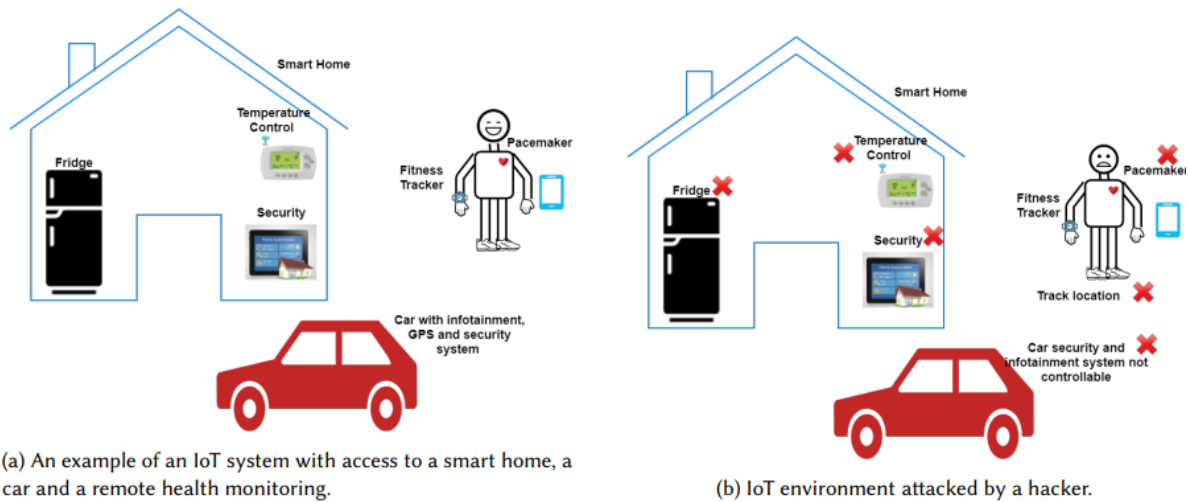 Smart Home
Temperature
Control
Fridge
Security
Pacemaker
Fitness
Tracker
Car with infotainment,
GPS and security
system
(a) An example of an IoT system with access to a smart home, a
car and a remote health monitoring.
Smart Home
Temperature
Control
Fridge
Security
Pacemaker
Fitness
Tracker
Track location
Car security and
infotainment system not
controllable
(b) IoT environment attacked by a hacker.